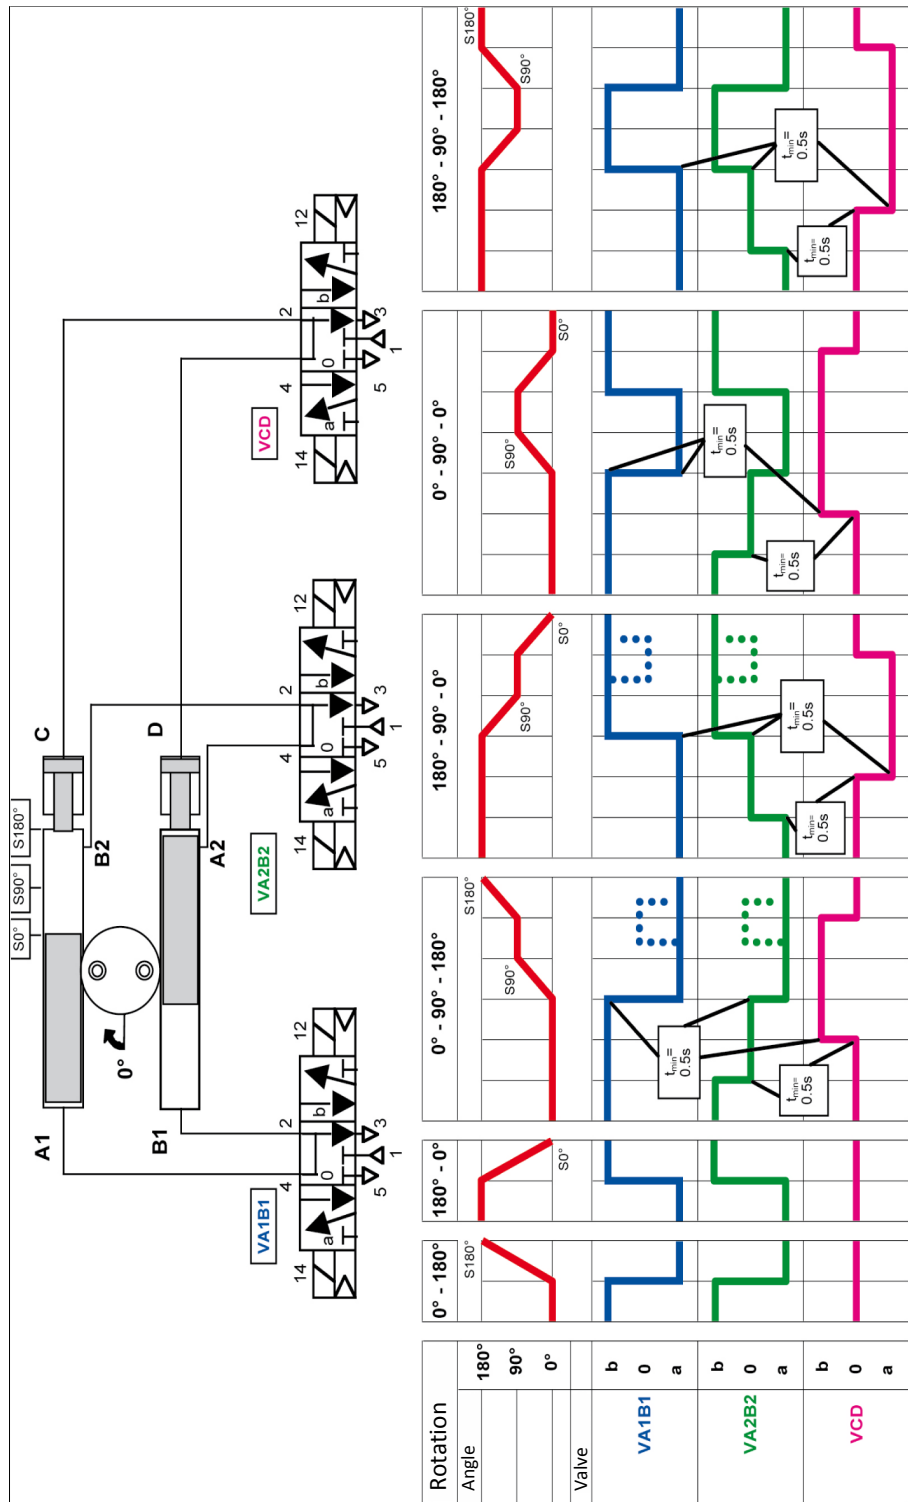 S0° S90° S180°
A1 C
B2
0°
B1 D
A2
VA1B1 VA2B2 VCD
14 4 2 12 14 4 2 12 14 4 2 12
a 0 b a 0 b a 0 b
5 1 3 5 1 3 5 1 3
Rotation 0° - 180° 180° - 0° 0° - 90° - 180° 180° - 90° - 0° 0° - 90° - 0° 180° - 90° - 180°
Angle
180° S180° S180° S180°
90° S90° S90° S90° S90°
0° S0° S0° S0°
Valve
VA1B1
b
0
a
tmin=
0.5s
VA2B2
b
0
a
tmin=
0.5s
tmin=
0.5s
tmin=
0.5s
tmin=
0.5s
tmin=
0.5s
tmin=
0.5s
tmin=
0.5s
VCD
b
0
a